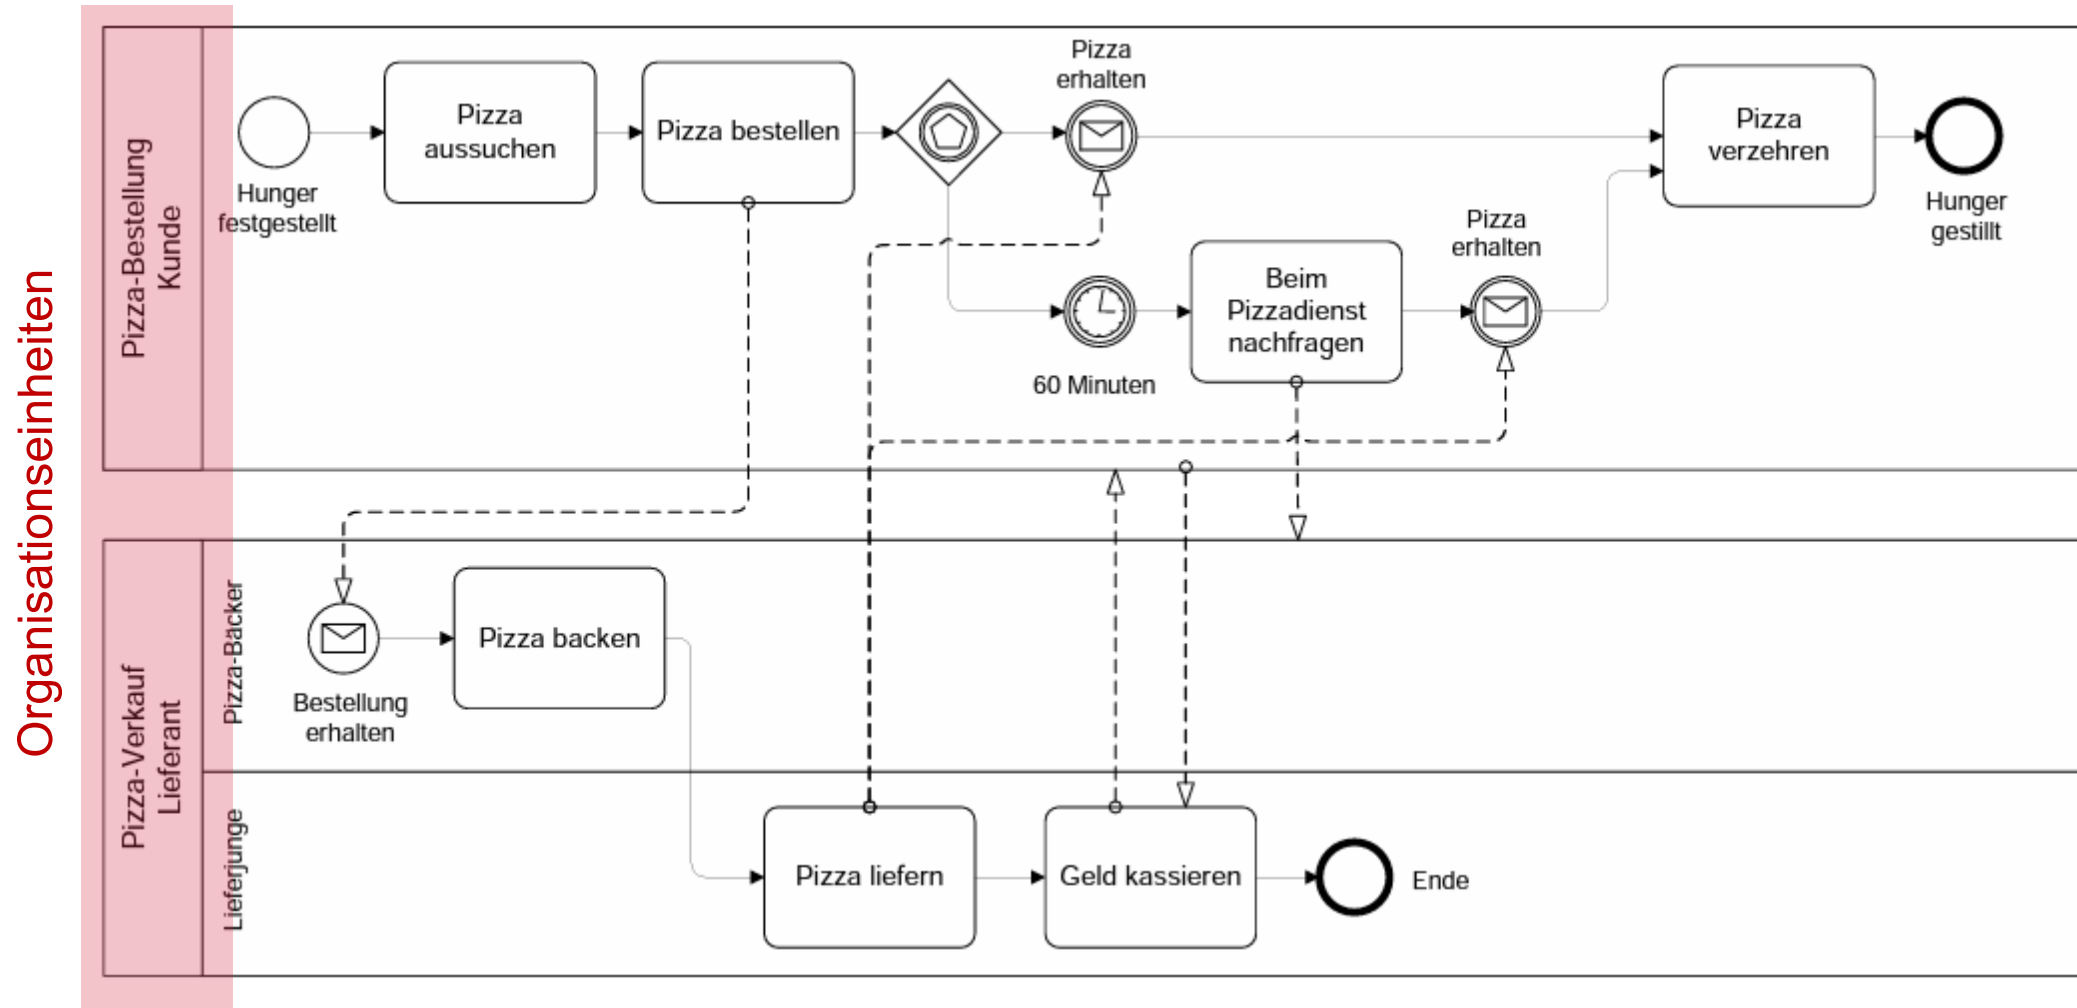 Organisationseinheiten
Pizza-Bestellung
Kunde
Hunger
festgestellt
Pizza
aussuchen
Pizza bestellen
Pizza
erhalten
60 Minuten
Beim
Pizzadienst
nachfragen
Pizza
erhalten
Pizza
verzehren
Hunger
gestillt
Pizza-Verkauf
Lieferant
Pizza-Bäcker
Bestellung
erhalten
Pizza backen
Lieferjunge
Pizza liefern
Geld kassieren
Ende